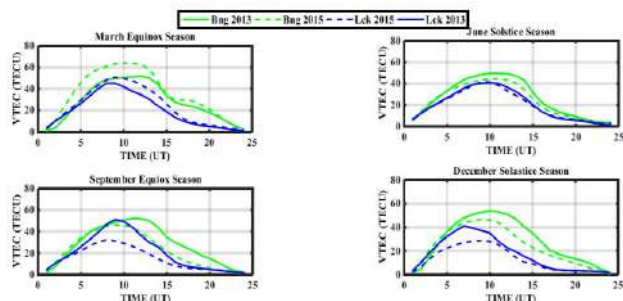 Bng 2013 Bng 2015 Lck 2015 Lck 2013
March Equinox Season
VTEC (TECU)
80
60
40
20
0
0 5 10 15 20 25
TIME (UT)
June Solstice Season
VTEC (TECU)
80
60
40
20
0
0 5 10 15 20 25
TIME (UT)
September Equiox Season
VTEC (TECU)
80
60
40
20
0
0 5 10 15 20 25
TIME (UT)
December Solastice Season
VTEC (TECU)
80
60
40
20
0
0 5 10 15 20 25
TIME (UT)